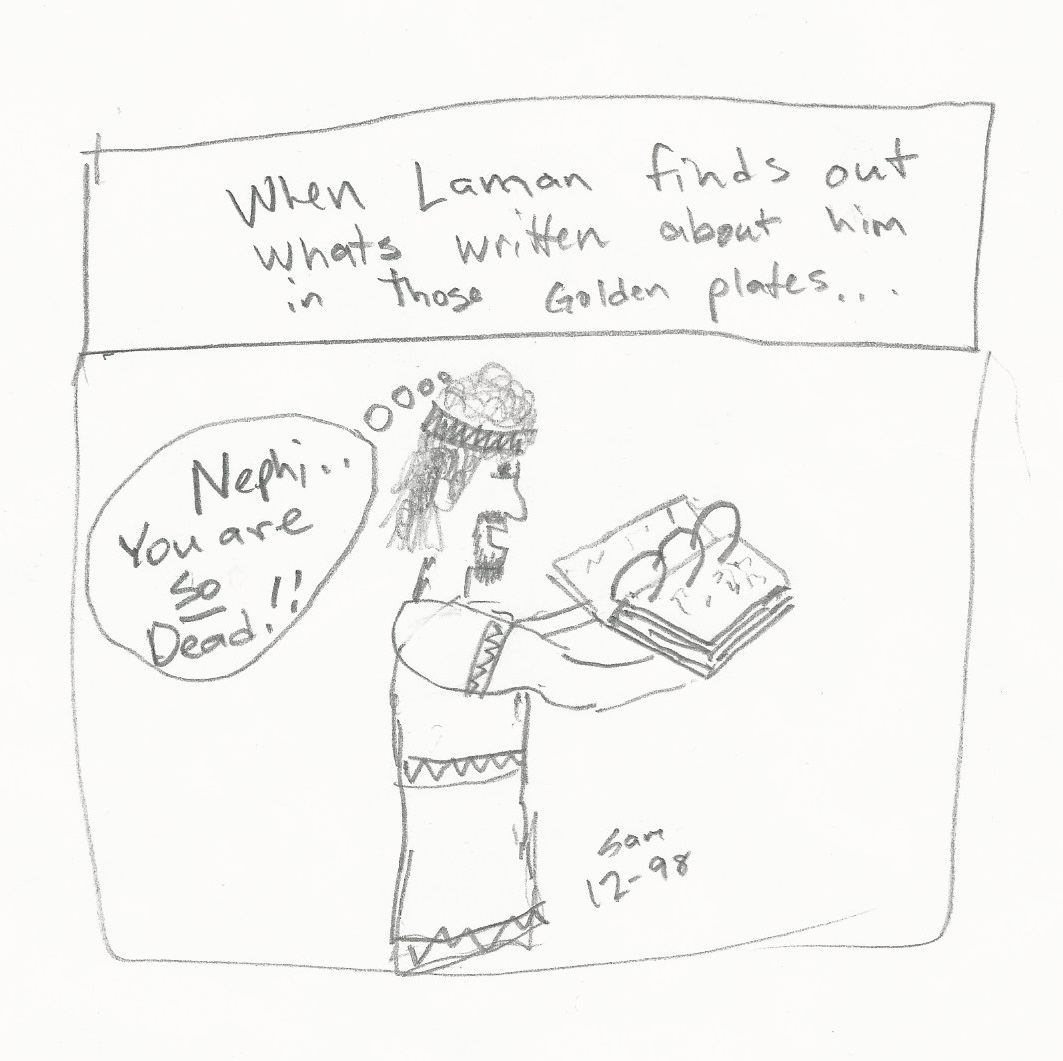 When Laman finds out
whats written about him
in those Golden plates...
Nephi..
You are
So
Dead!!
Sam
12-98